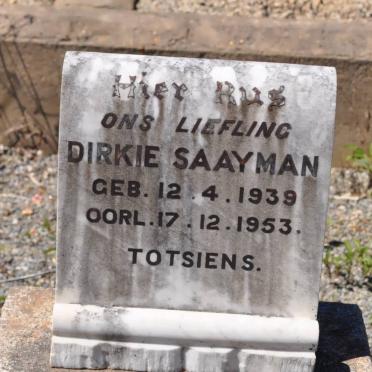 Hier Rus
ONS LIEFLING
DIRKIE SAAYMAN
GEB. 12.4.1939
OORL.17.12.1953.
TOTSIENS.